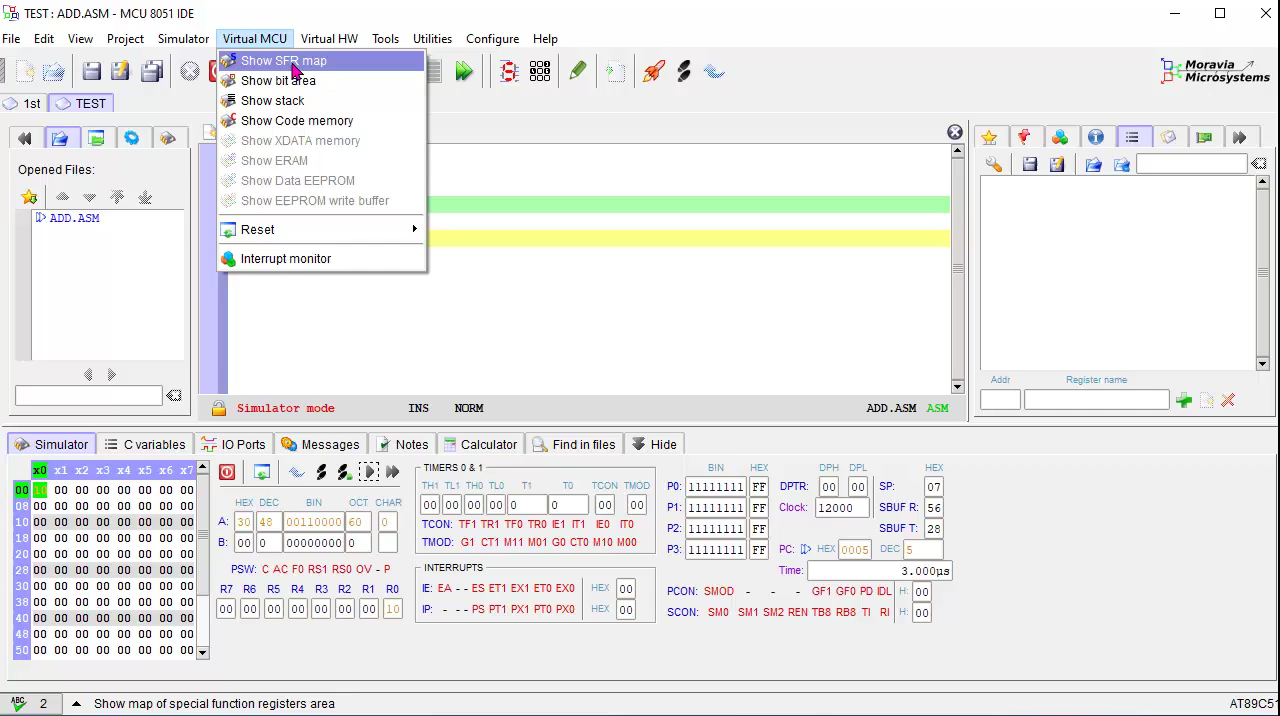 TEST : ADD.ASM - MCU 8051 IDE
File Edit View Project Simulator Virtual MCU Virtual HW Tools Utilities Configure Help
Show SFR map
Show bit area
Show stack
Show Code memory
Show XDATA memory
Show ERAM
Show Data EEPROM
Show EEPROM write buffer
Reset
Interrupt monitor
Moravia
Microsystems
1st TEST
Opened Files:
ADD.ASM
Addr Register name
Simulator mode INS NORM ADD.ASM ASM
Simulator C variables IO Ports Messages Notes Calculator Find in files Hide
x0 x1 x2 x3 x4 x5 x6 x7
00 10 00 00 00 00 00 00 00
08 00 00 00 00 00 00 00 00
10 00 00 00 00 00 00 00 00
18 00 00 00 00 00 00 00 00
20 00 00 00 00 00 00 00 00
28 00 00 00 00 00 00 00 00
30 00 00 00 00 00 00 00 00
38 00 00 00 00 00 00 00 00
40 00 00 00 00 00 00 00 00
48 00 00 00 00 00 00 00 00
50 00 00 00 00 00 00 00 00
HEX DEC BIN OCT CHAR
A: 30 48 00110000 60 0
B: 00 0 00000000 0
PSW: C AC F0 RS1 RS0 OV - P
R7 R6 R5 R4 R3 R2 R1 R0
00 00 00 00 00 00 00 10
TIMERS 0 & 1
TH1 TL1 TH0 TL0 T1 T0 TCON TMOD
00 00 00 00 0 0 00 00
TCON: TF1 TR1 TF0 TR0 IE1 IT1 IE0 IT0
TMOD: G1 CT1 M11 M01 G0 CT0 M10 M00
INTERRUPTS
IE: EA - - ES ET1 EX1 ET0 EX0 HEX 00
IP: - - - PS PT1 PX1 PT0 PX0 HEX 00
BIN HEX
P0: 11111111 FF
P1: 11111111 FF
P2: 11111111 FF
P3: 11111111 FF
DPH DPL HEX
DPTR: 00 00 SP: 07
Clock: 12000 SBUF R: 56
SBUF T: 28
PC: HEX 0005 DEC 5
Time: 3.000µs
PCON: SMOD - - - GF1 GF0 PD IDL H: 00
SCON: SM0 SM1 SM2 REN TB8 RB8 TI RI H: 00
ABC 2 Show map of special function registers area AT89C51